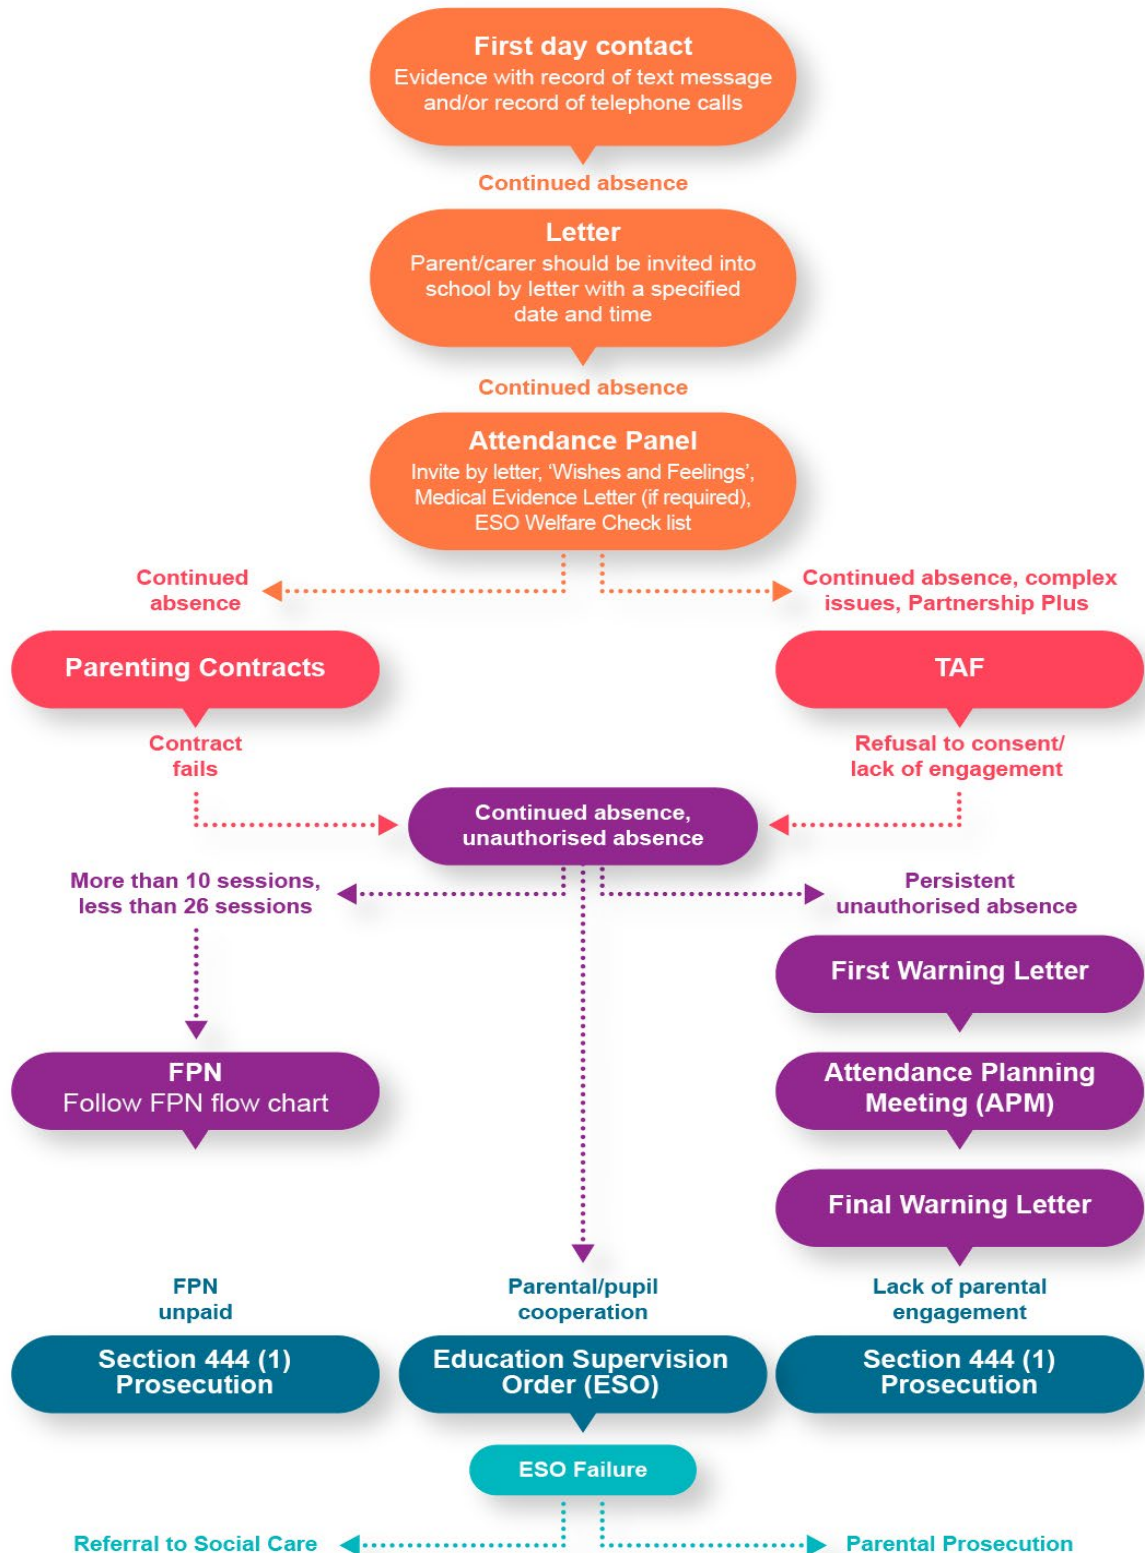 First day contact
Evidence with record of text message
and/or record of telephone calls
Continued absence
Letter
Parent/carer should be invited into
school by letter with a specified
date and time
Continued absence
Attendance Panel
Invite by letter, ‘Wishes and Feelings’,
Medical Evidence Letter (if required),
ESO Welfare Check list
Continued
absence
Continued absence, complex
issues, Partnership Plus
Parenting Contracts
TAF
Contract
fails
Refusal to consent/
lack of engagement
Continued absence,
unauthorised absence
More than 10 sessions,
less than 26 sessions
Persistent
unauthorised absence
First Warning Letter
FPN
Follow FPN flow chart
Attendance Planning
Meeting (APM)
Final Warning Letter
FPN
unpaid
Parental/pupil
cooperation
Lack of parental
engagement
Section 444 (1)
Prosecution
Education Supervision
Order (ESO)
Section 444 (1)
Prosecution
ESO Failure
Referral to Social Care
Parental Prosecution